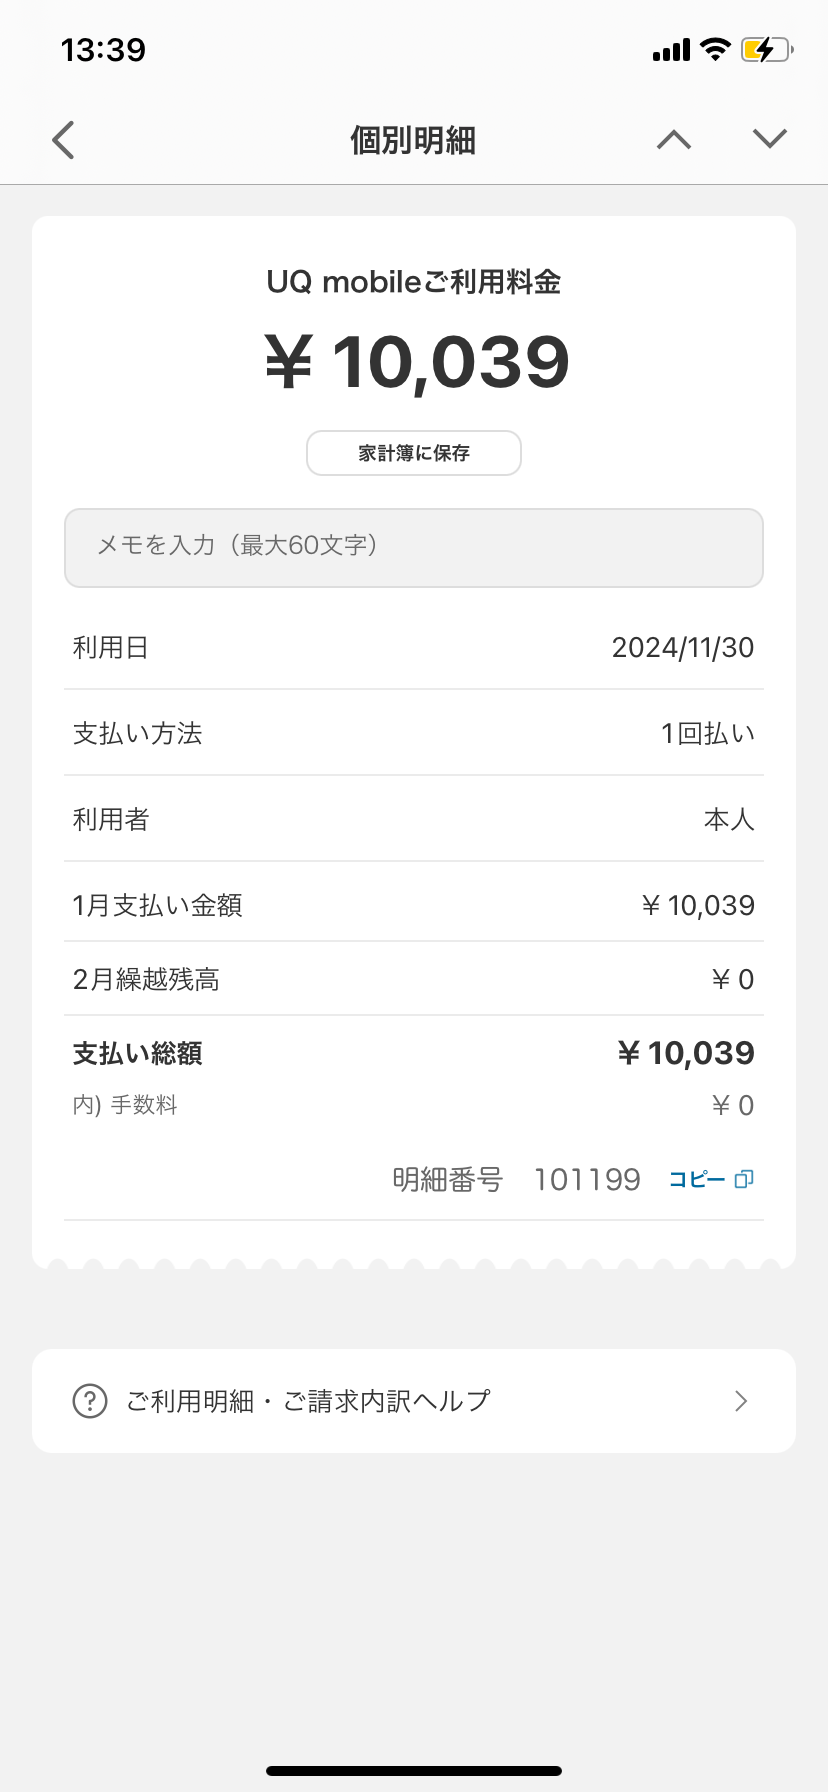 13:39
個別明細
UQ mobileご利用料金
¥ 10,039
家計簿に保存
メモを入力（最大60文字）
利用日 2024/11/30
支払い方法 1回払い
利用者 本人
1月支払い金額 ¥ 10,039
2月繰越残高 ¥ 0
支払い総額 ¥ 10,039
内) 手数料 ¥ 0
明細番号 101199 コピー
ご利用明細・ご請求内訳ヘルプ